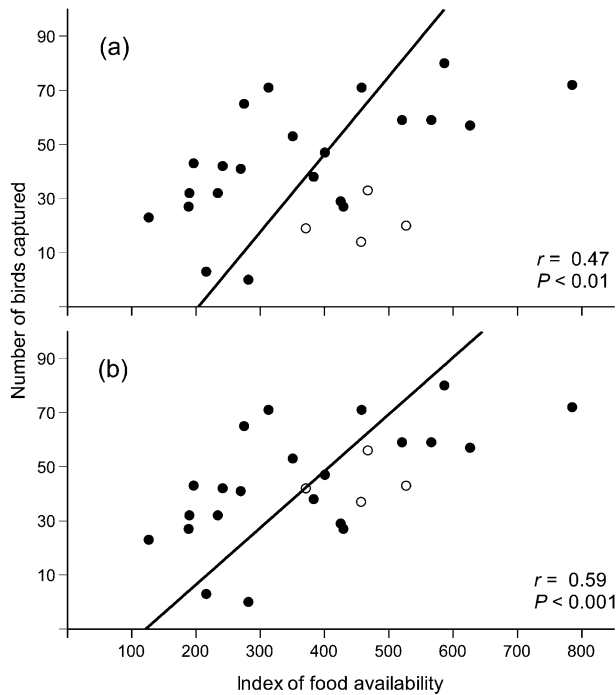 90
(a)
70
50
30
10
r = 0.47
P < 0.01
Number of birds captured
90
(b)
70
50
30
10
r = 0.59
P < 0.001
100 200 300 400 500 600 700 800
Index of food availability